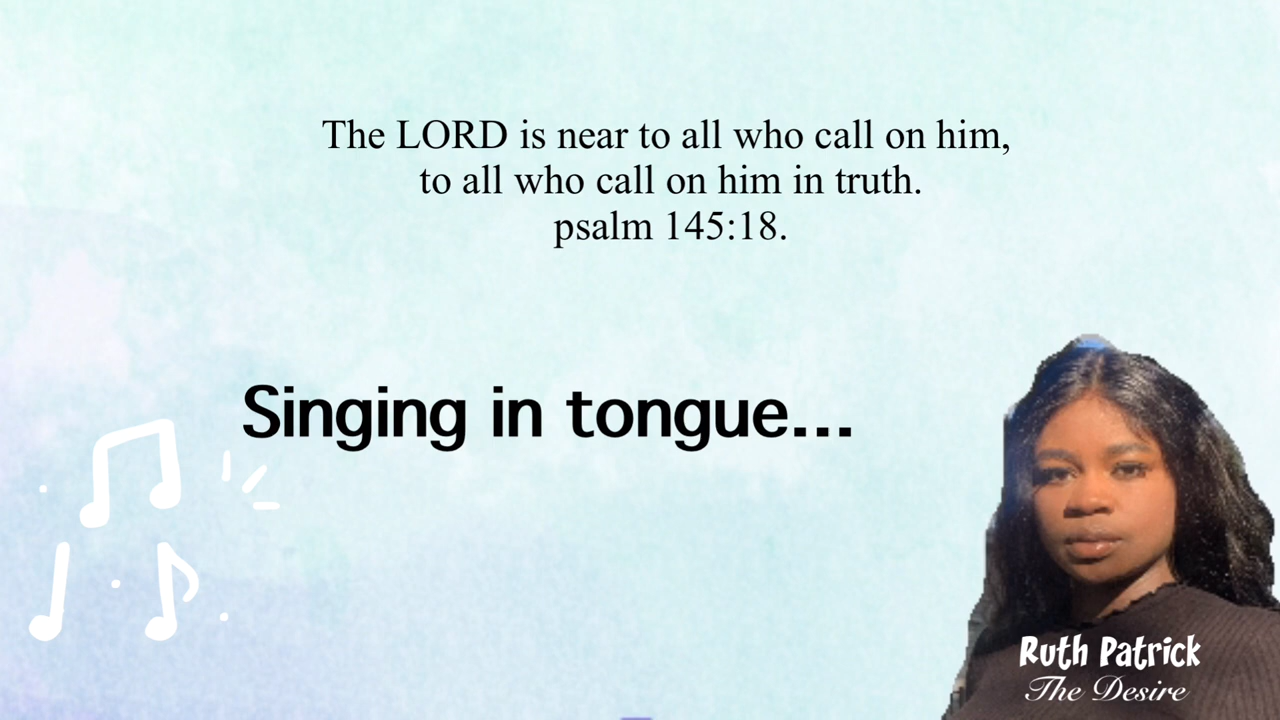 The LORD is near to all who call on him,
to all who call on him in truth.
psalm 145:18.
Singing in tongue...
Ruth Patrick
The Desire